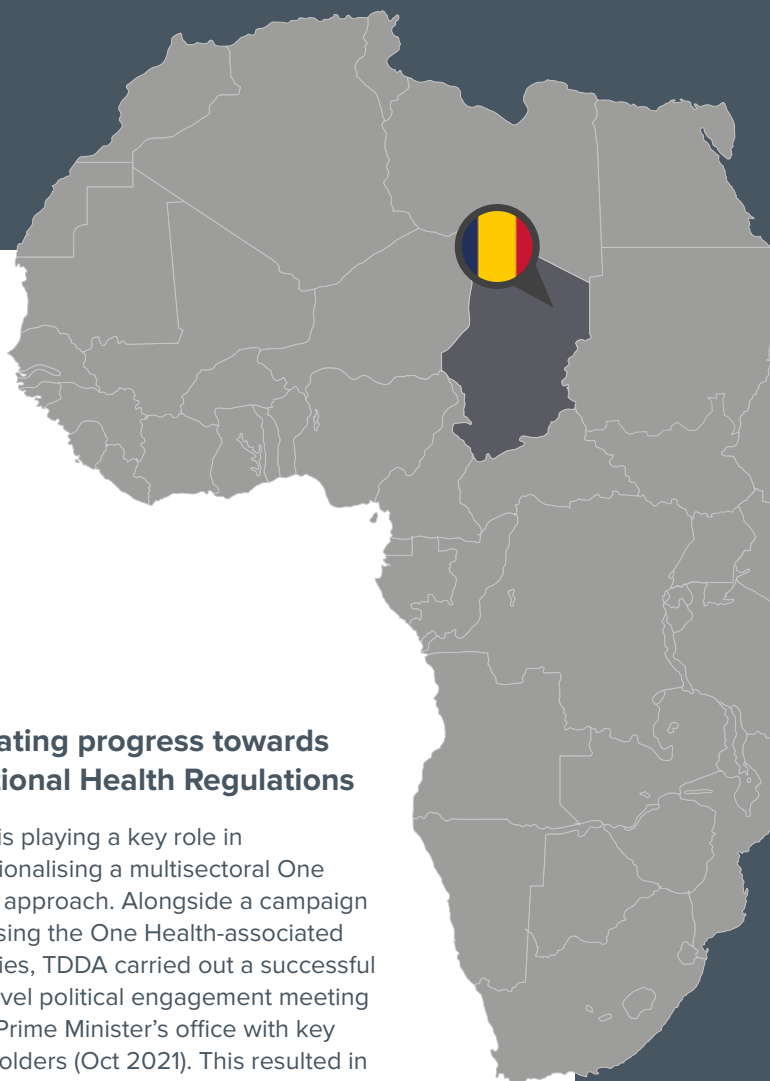 ating progress towards
tional Health Regulations
is playing a key role in
ionalising a multisectoral One
approach. Alongside a campaign
sing the One Health-associated
ies, TDDA carried out a successful
vel political engagement meeting
Prime Minister’s office with key
olders (Oct 2021). This resulted in